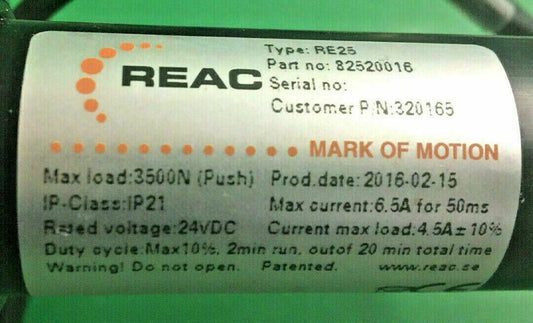 Type: RE25
REAC
Part no: 82520016
Serial no:
Customer P/N:320165
MARK OF MOTION
Max load:3500N (Push) Prod.date:2016-02-15
IP-Class:IP21 Max current:6.5A for 50ms
Rated voltage:24VDC Current max load:4.5A±10%
Duty cycle:Max10%, 2min run, outof 20 min total time
Warning! Do not open. Patented. www.reac.se